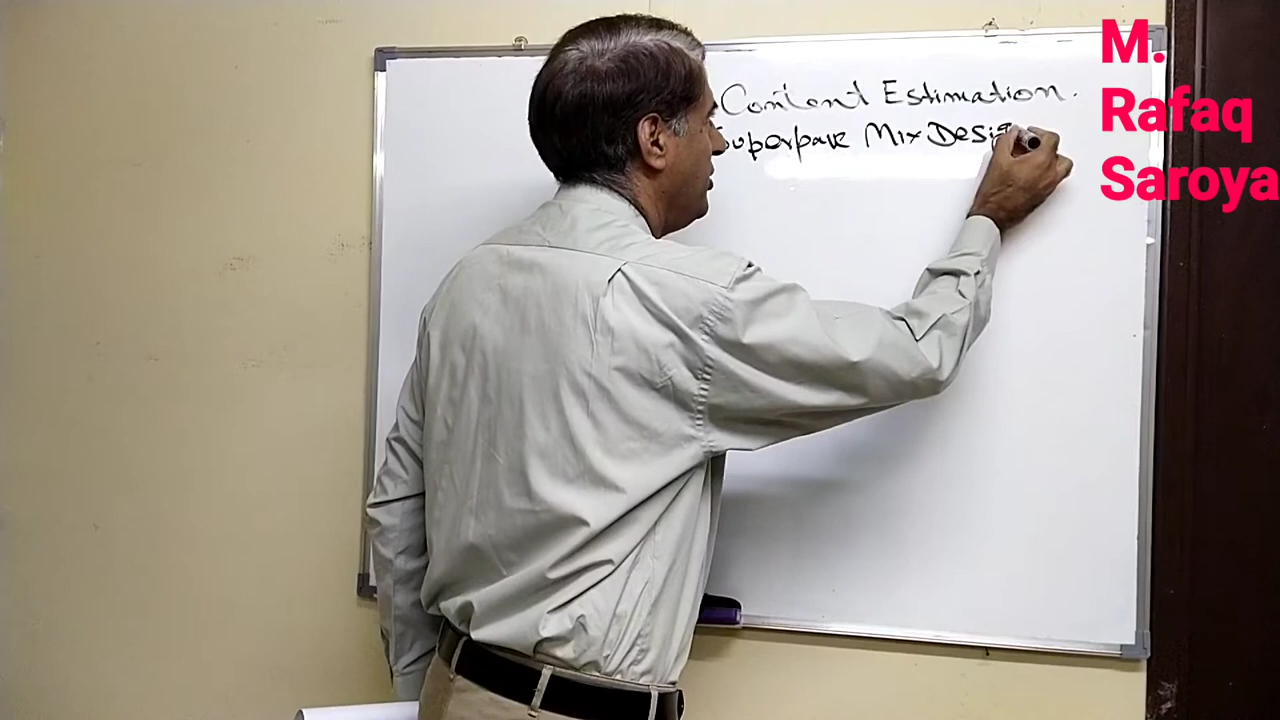 Content Estimation.
Superpave Mix Desig
M.
Rafaq
Saroya